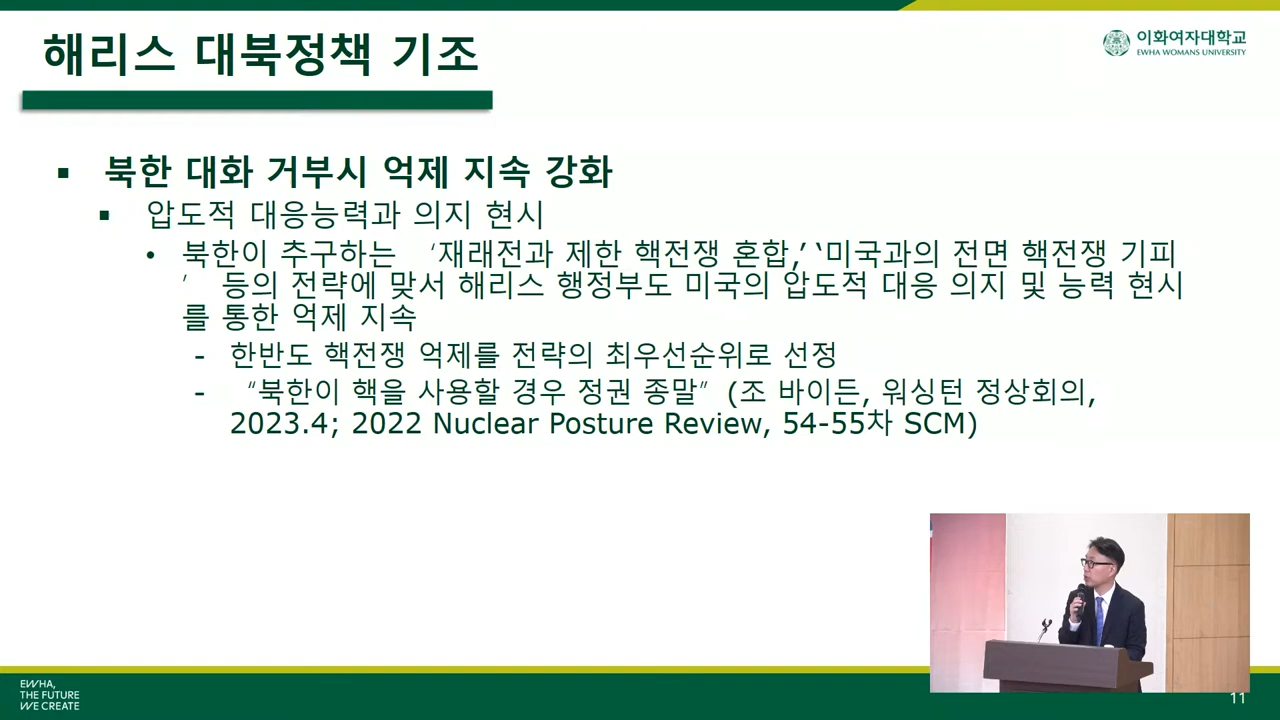 해리스 대북정책 기조
이화여자대학교
EWHA WOMANS UNIVERSITY
▪ 북한 대화 거부시 억제 지속 강화
▪ 압도적 대응능력과 의지 현시
• 북한이 추구하는 ‘재래전과 제한 핵전쟁 혼합,’ ‘미국과의 전면 핵전쟁 기피
’ 등의 전략에 맞서 해리스 행정부도 미국의 압도적 대응 의지 및 능력 현시
를 통한 억제 지속
- 한반도 핵전쟁 억제를 전략의 최우선순위로 선정
- “북한이 핵을 사용할 경우 정권 종말” (조 바이든, 워싱턴 정상회의,
2023.4; 2022 Nuclear Posture Review, 54-55차 SCM)
EWHA,
THE FUTURE
WE CREATE
11